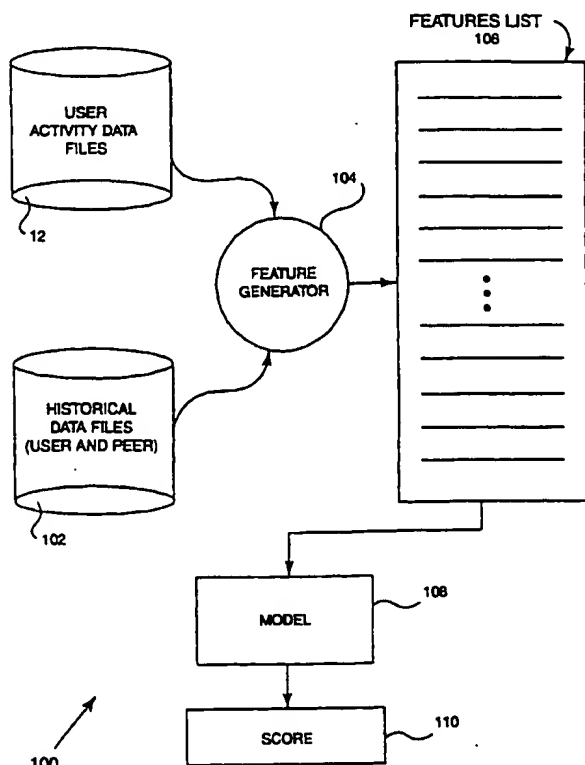 FEATURES LIST
106
USER
ACTIVITY DATA
FILES
12
104
FEATURE
GENERATOR
HISTORICAL
DATA FILES
(USER AND PEER)
102
MODEL
108
SCORE
110
100